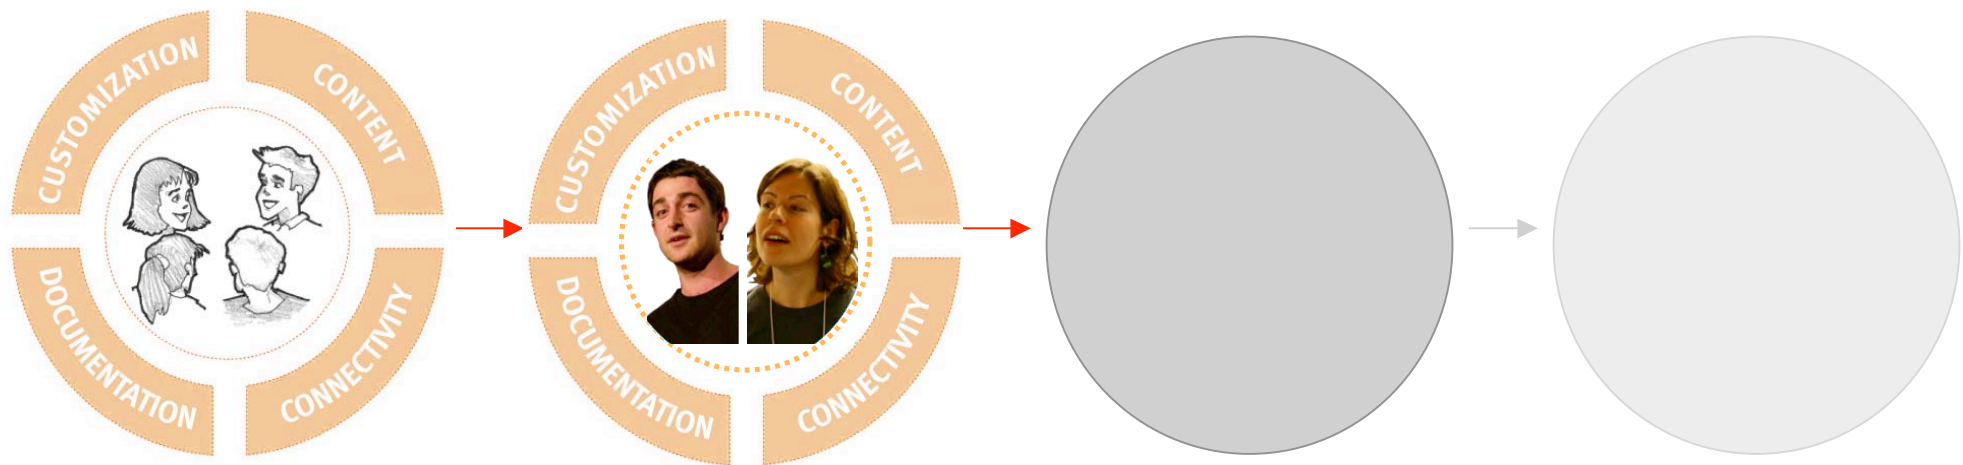 CUSTOMIZATION
CONTENT
DOCUMENTATION
CONNECTIVITY
CUSTOMIZATION
CONTENT
DOCUMENTATION
CONNECTIVITY